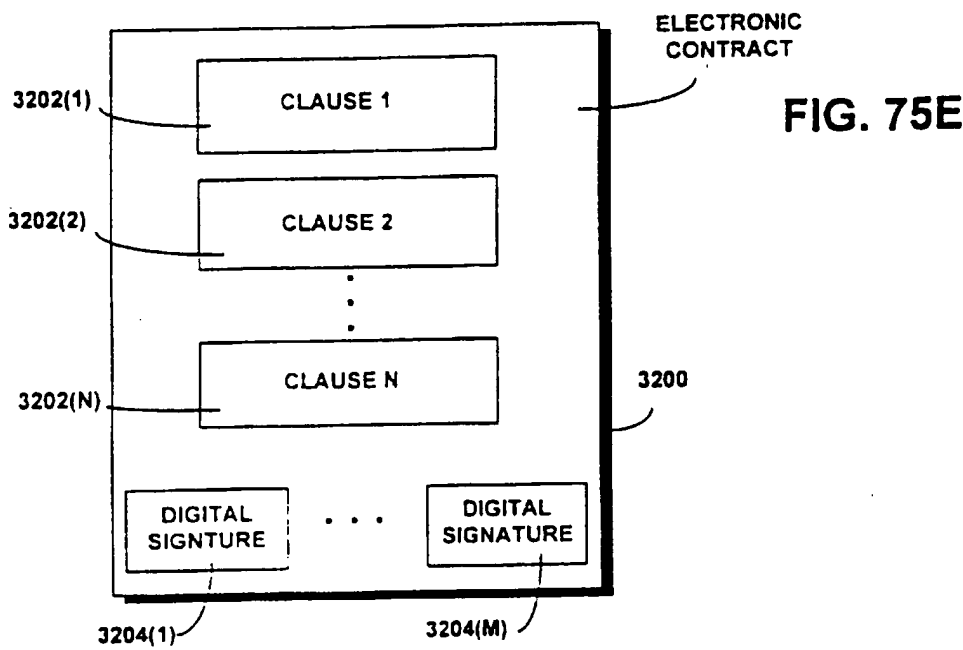 ELECTRONIC
CONTRACT
FIG. 75E
3202(1)
CLAUSE 1
3202(2)
CLAUSE 2
3202(N)
CLAUSE N
3200
DIGITAL
SIGNTURE
DIGITAL
SIGNATURE
3204(1)
3204(M)